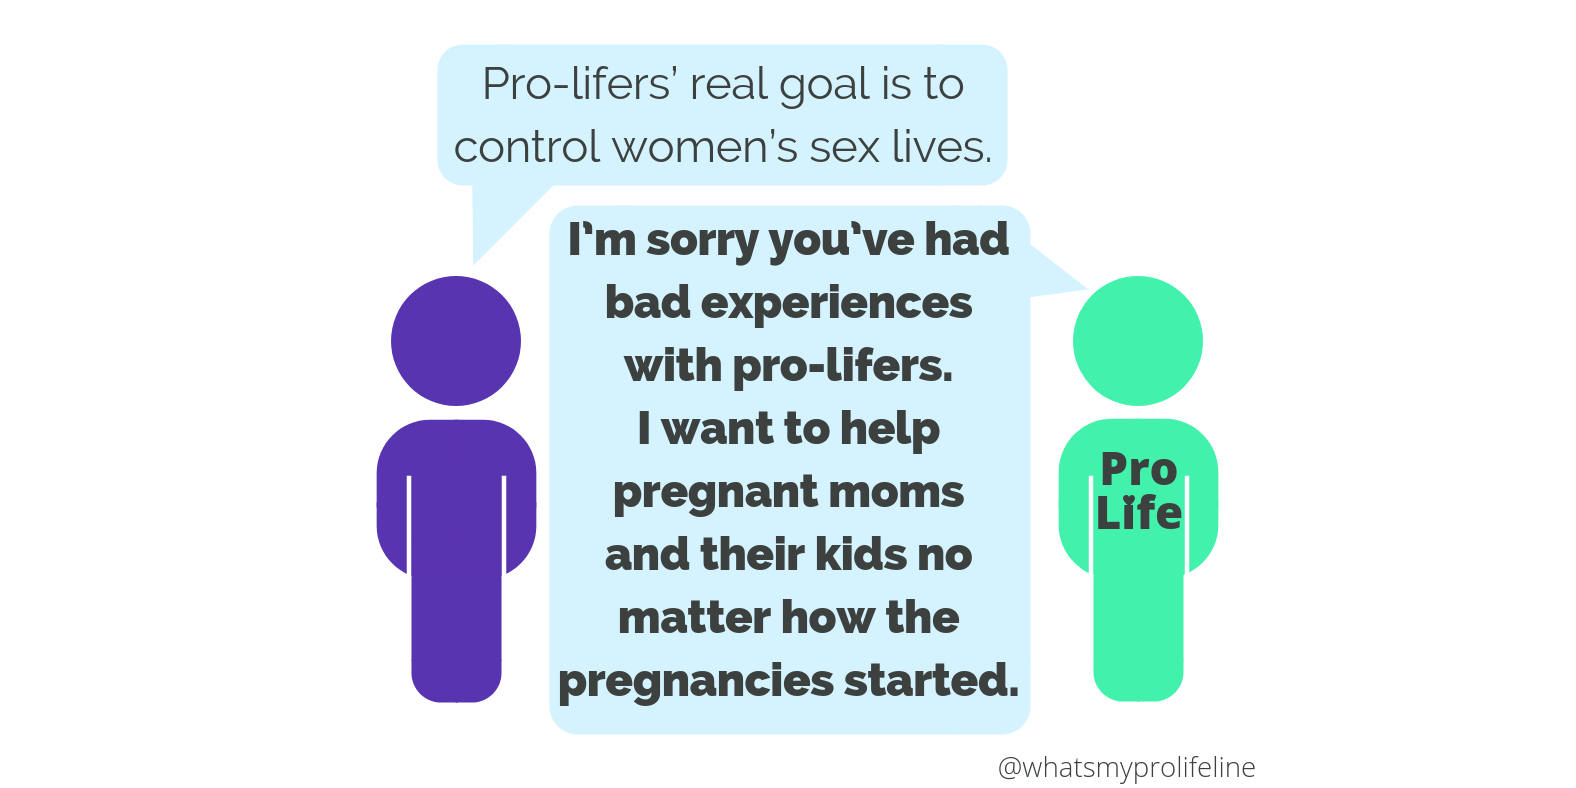 Pro-lifers’ real goal is to
control women’s sex lives.
I’m sorry you’ve had
bad experiences
with pro-lifers.
I want to help
pregnant moms
and their kids no
matter how the
pregnancies started.
Pro
Life
@whatsmyprolifeline